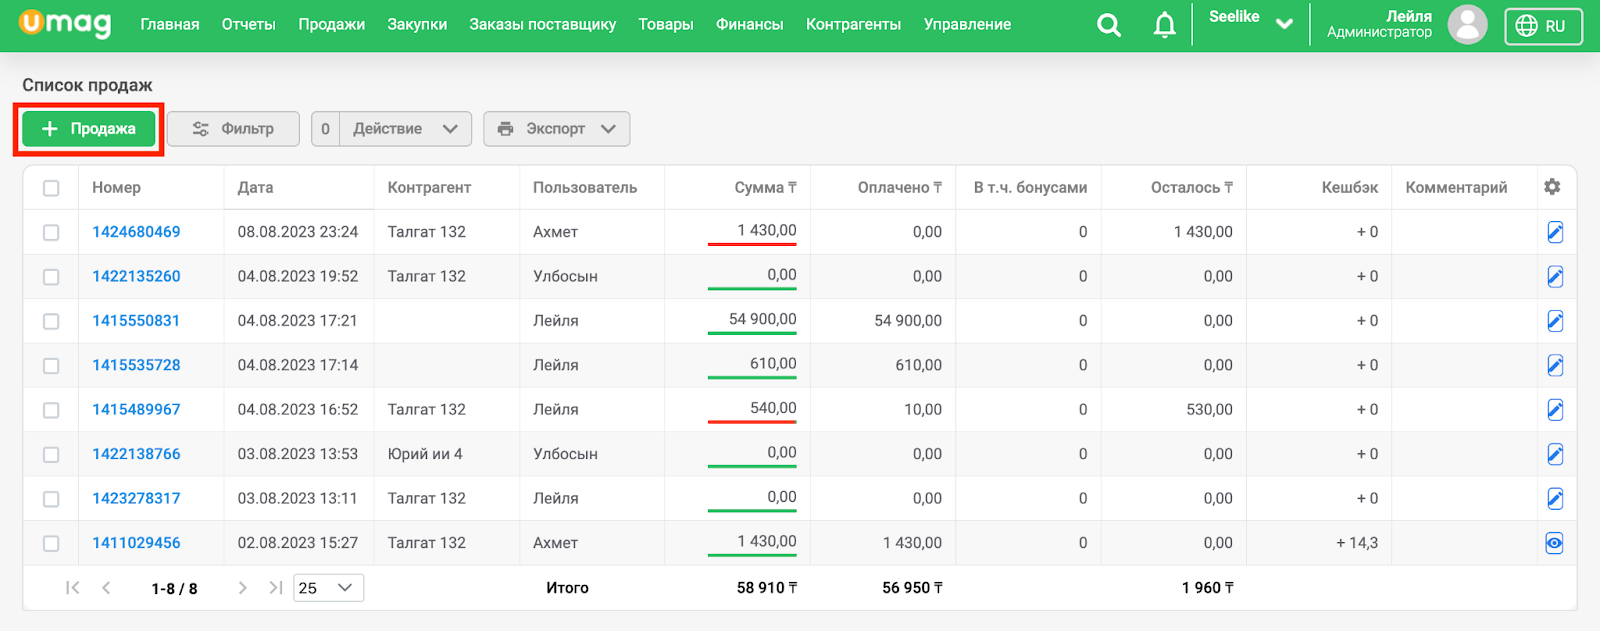 umag Главная Отчеты Продажи Закупки Заказы поставщику Товары Финансы Контрагенты Управление Seelike Лейля RU
Администратор
Список продаж
+ Продажа Фильтр 0 Действие Экспорт
Номер Дата Контрагент Пользователь Сумма ₸ Оплачено ₸ В т.ч. бонусами Осталось ₸ Кешбэк Комментарий
1424680469 08.08.2023 23:24 Талгат 132 Ахмет 1 430,00 0,00 0 1 430,00 + 0
1422135260 04.08.2023 19:52 Талгат 132 Улбосын 0,00 0,00 0 0,00 + 0
1415550831 04.08.2023 17:21 Лейля 54 900,00 54 900,00 0 0,00 + 0
1415535728 04.08.2023 17:14 Лейля 610,00 610,00 0 0,00 + 0
1415489967 04.08.2023 16:52 Талгат 132 Лейля 540,00 10,00 0 530,00 + 0
1422138766 03.08.2023 13:53 Юрий ии 4 Улбосын 0,00 0,00 0 0,00 + 0
1423278317 03.08.2023 13:11 Талгат 132 Лейля 0,00 0,00 0 0,00 + 0
1411029456 02.08.2023 15:27 Талгат 132 Ахмет 1 430,00 1 430,00 0 0,00 + 14,3
1-8 / 8 25 Итого 58 910 ₸ 56 950 ₸ 1 960 ₸